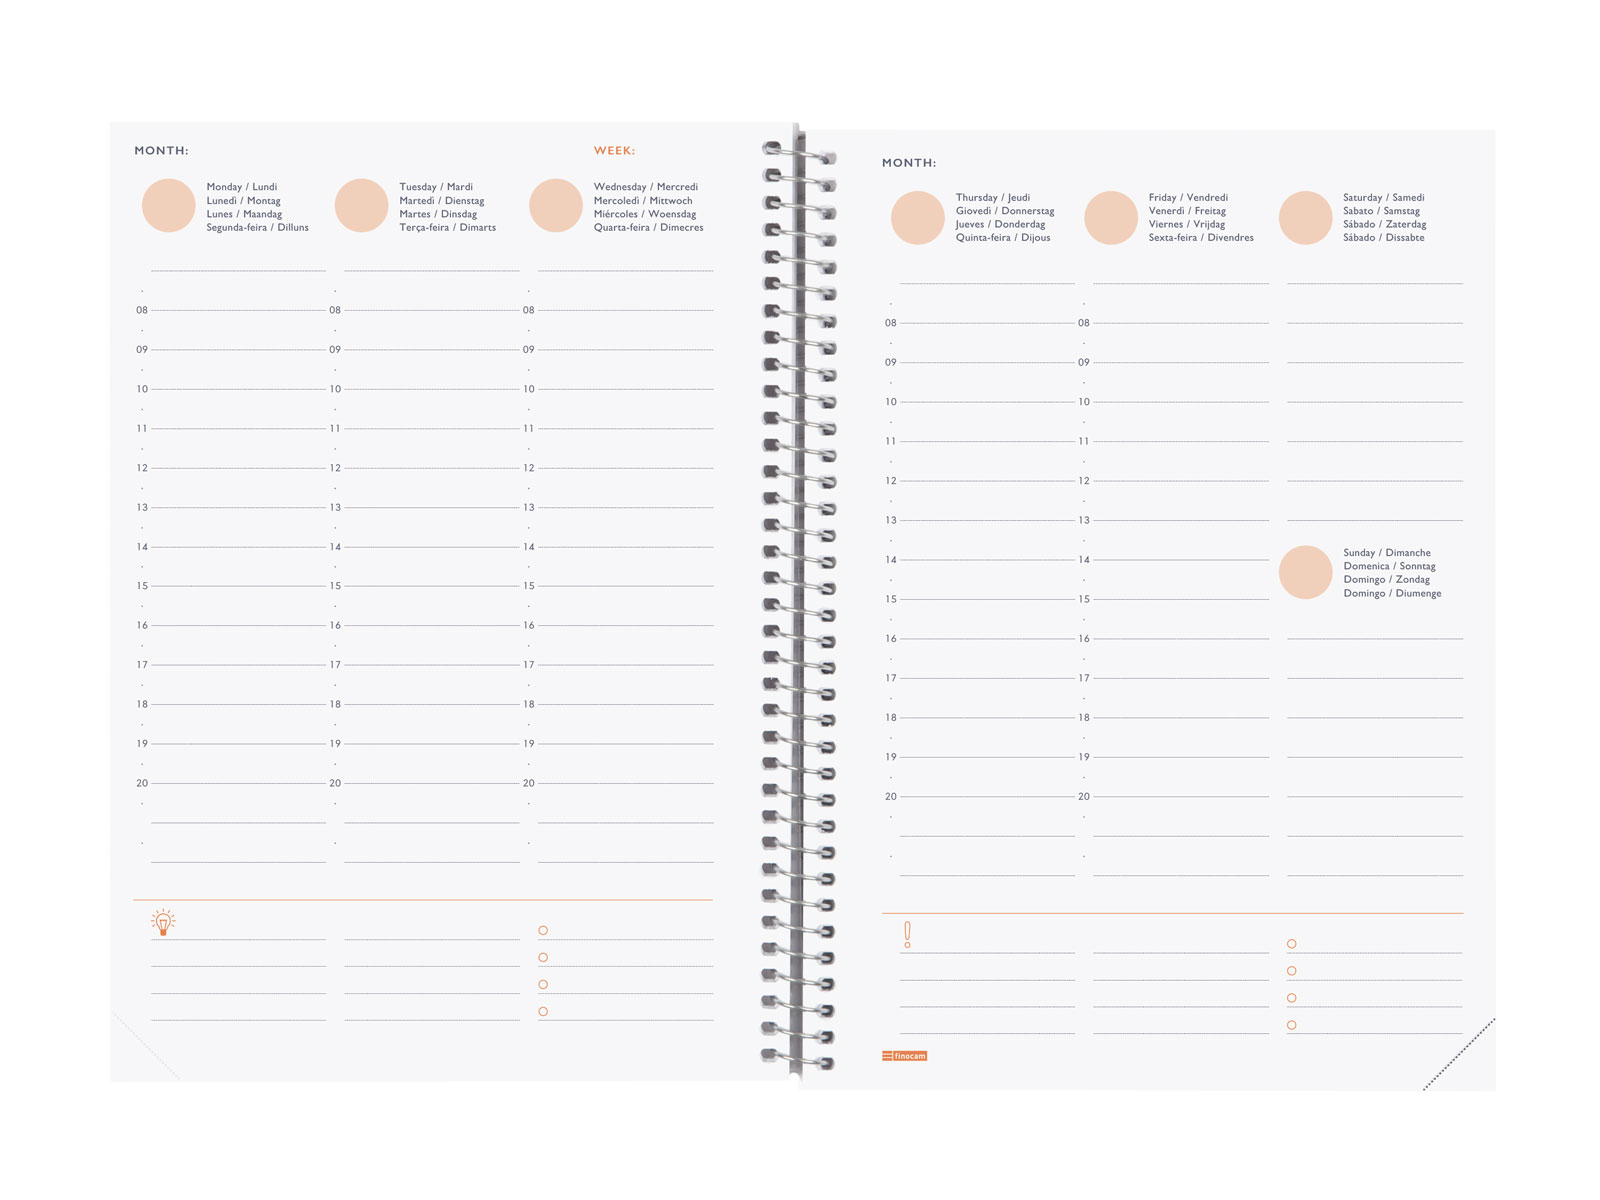 MONTH:
WEEK:
Monday / Lundi
Lunedì / Montag
Lunes / Maandag
Segunda-feira / Dilluns
Tuesday / Mardi
Martedì / Dienstag
Martes / Dinsdag
Terça-feira / Dimarts
Wednesday / Mercredi
Mercoledì / Mittwoch
Miércoles / Woensdag
Quarta-feira / Dimecres
08 08 08
09 09 09
10 10 10
11 11 11
12 12 12
13 13 13
14 14 14
15 15 15
16 16 16
17 17 17
18 18 18
19 19 19
20 20 20
MONTH:
Thursday / Jeudi
Giovedì / Donnerstag
Jueves / Donderdag
Quinta-feira / Dijous
Friday / Vendredi
Venerdì / Freitag
Viernes / Vrijdag
Sexta-feira / Divendres
Saturday / Samedi
Sabato / Samstag
Sábado / Zaterdag
Sábado / Dissabte
08 08
09 09
10 10
11 11
12 12
13 13
14 14
15 15
16 16
17 17
18 18
19 19
20 20
Sunday / Dimanche
Domenica / Sonntag
Domingo / Zondag
Domingo / Diumenge
finocam